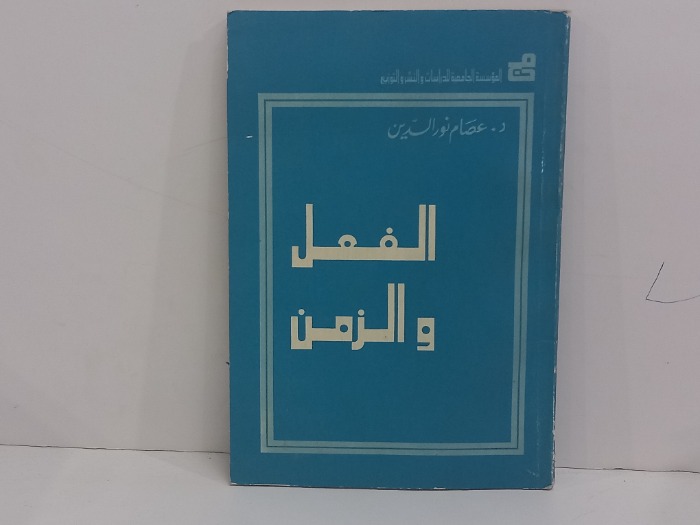 المؤسسة الجامعية للدراسات والنشر والتوزيع
د. عصام نور الدين
الفعل
والزمن